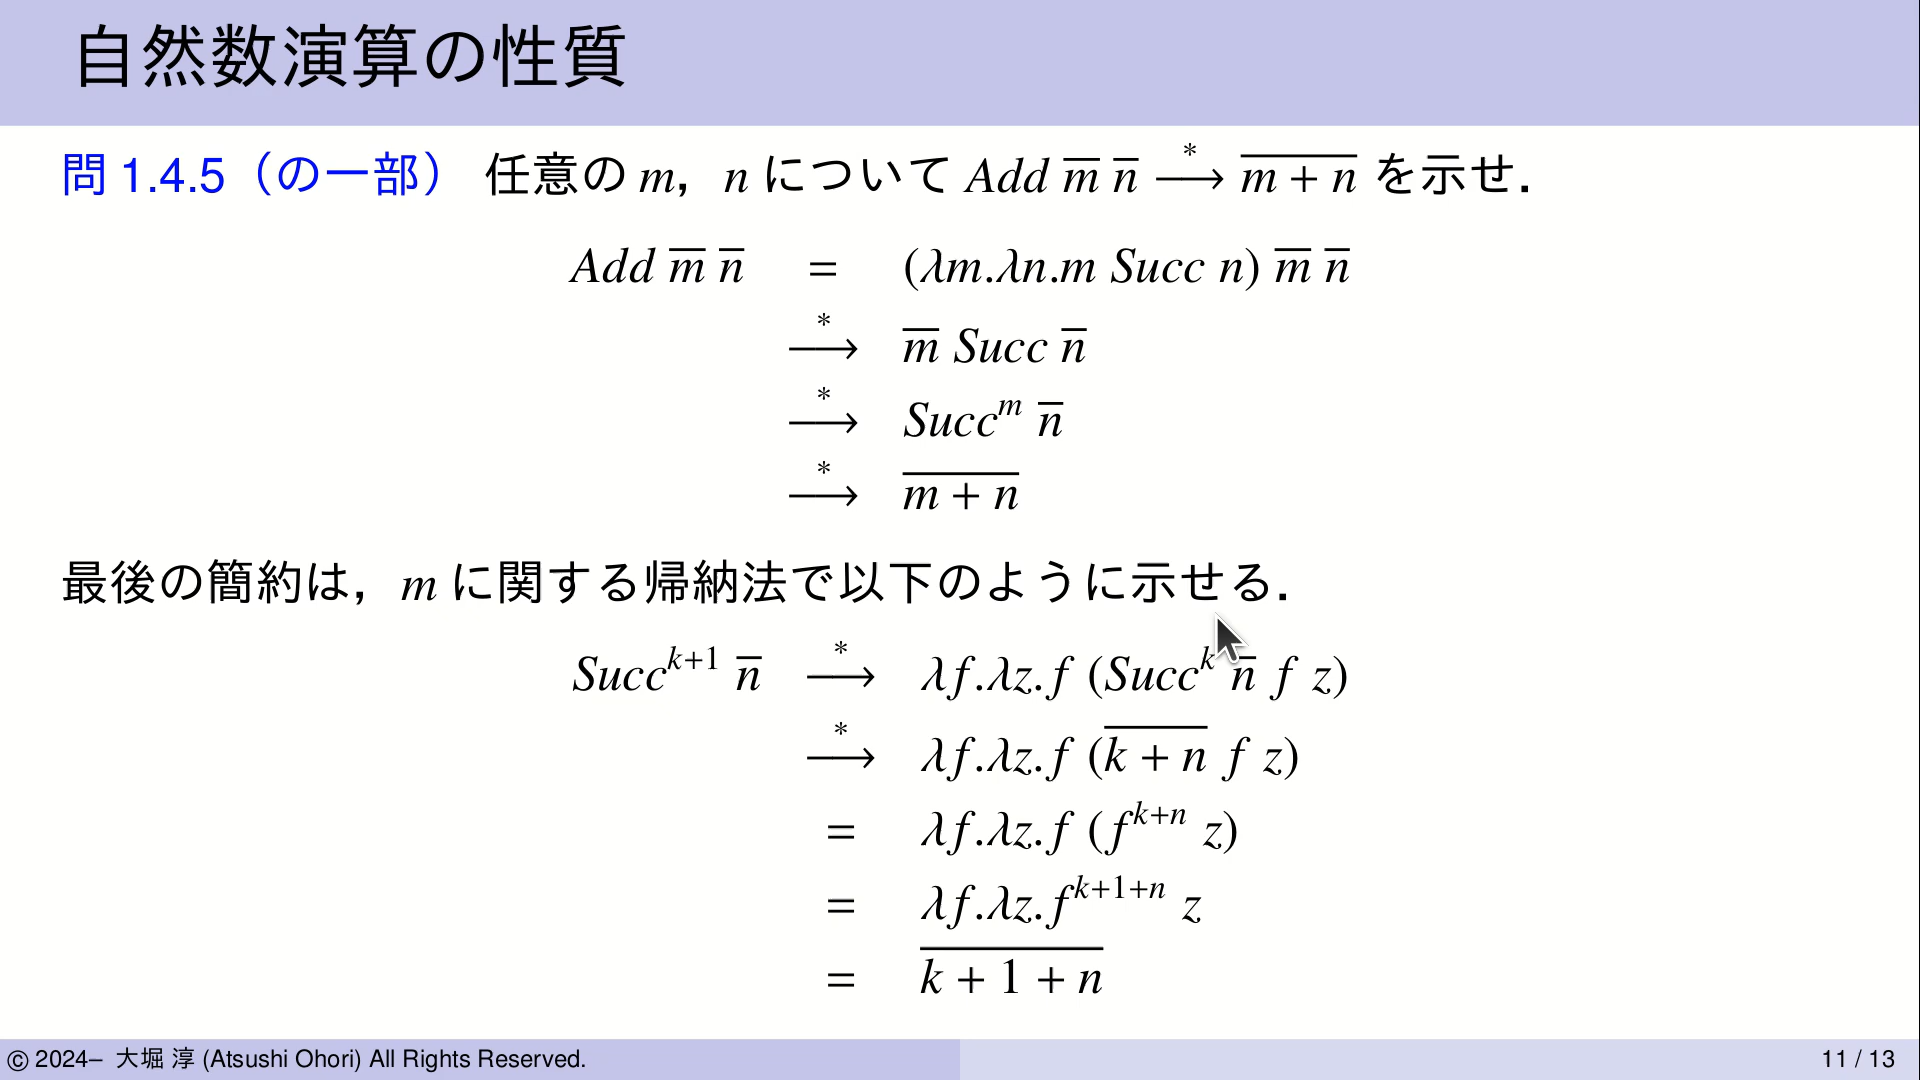 自然数演算の性質
問 1.4.5（の一部） 任意の m，n について Add m̅ n̅ →* \overline{m + n} を示せ．
Add m̅ n̅ = (λm.λn.m Succ n) m̅ n̅
→* m̅ Succ n̅
→* Succ^m n̅
→* \overline{m + n}
最後の簡約は，m に関する帰納法で以下のように示せる．
Succ^{k+1} n̅ →* λf.λz.f (Succ^k n̅ f z)
→* λf.λz.f (\overline{k + n} f z)
= λf.λz.f (f^{k+n} z)
= λf.λz.f^{k+1+n} z
= \overline{k + 1 + n}
© 2024– 大堀 淳 (Atsushi Ohori) All Rights Reserved.
11 / 13